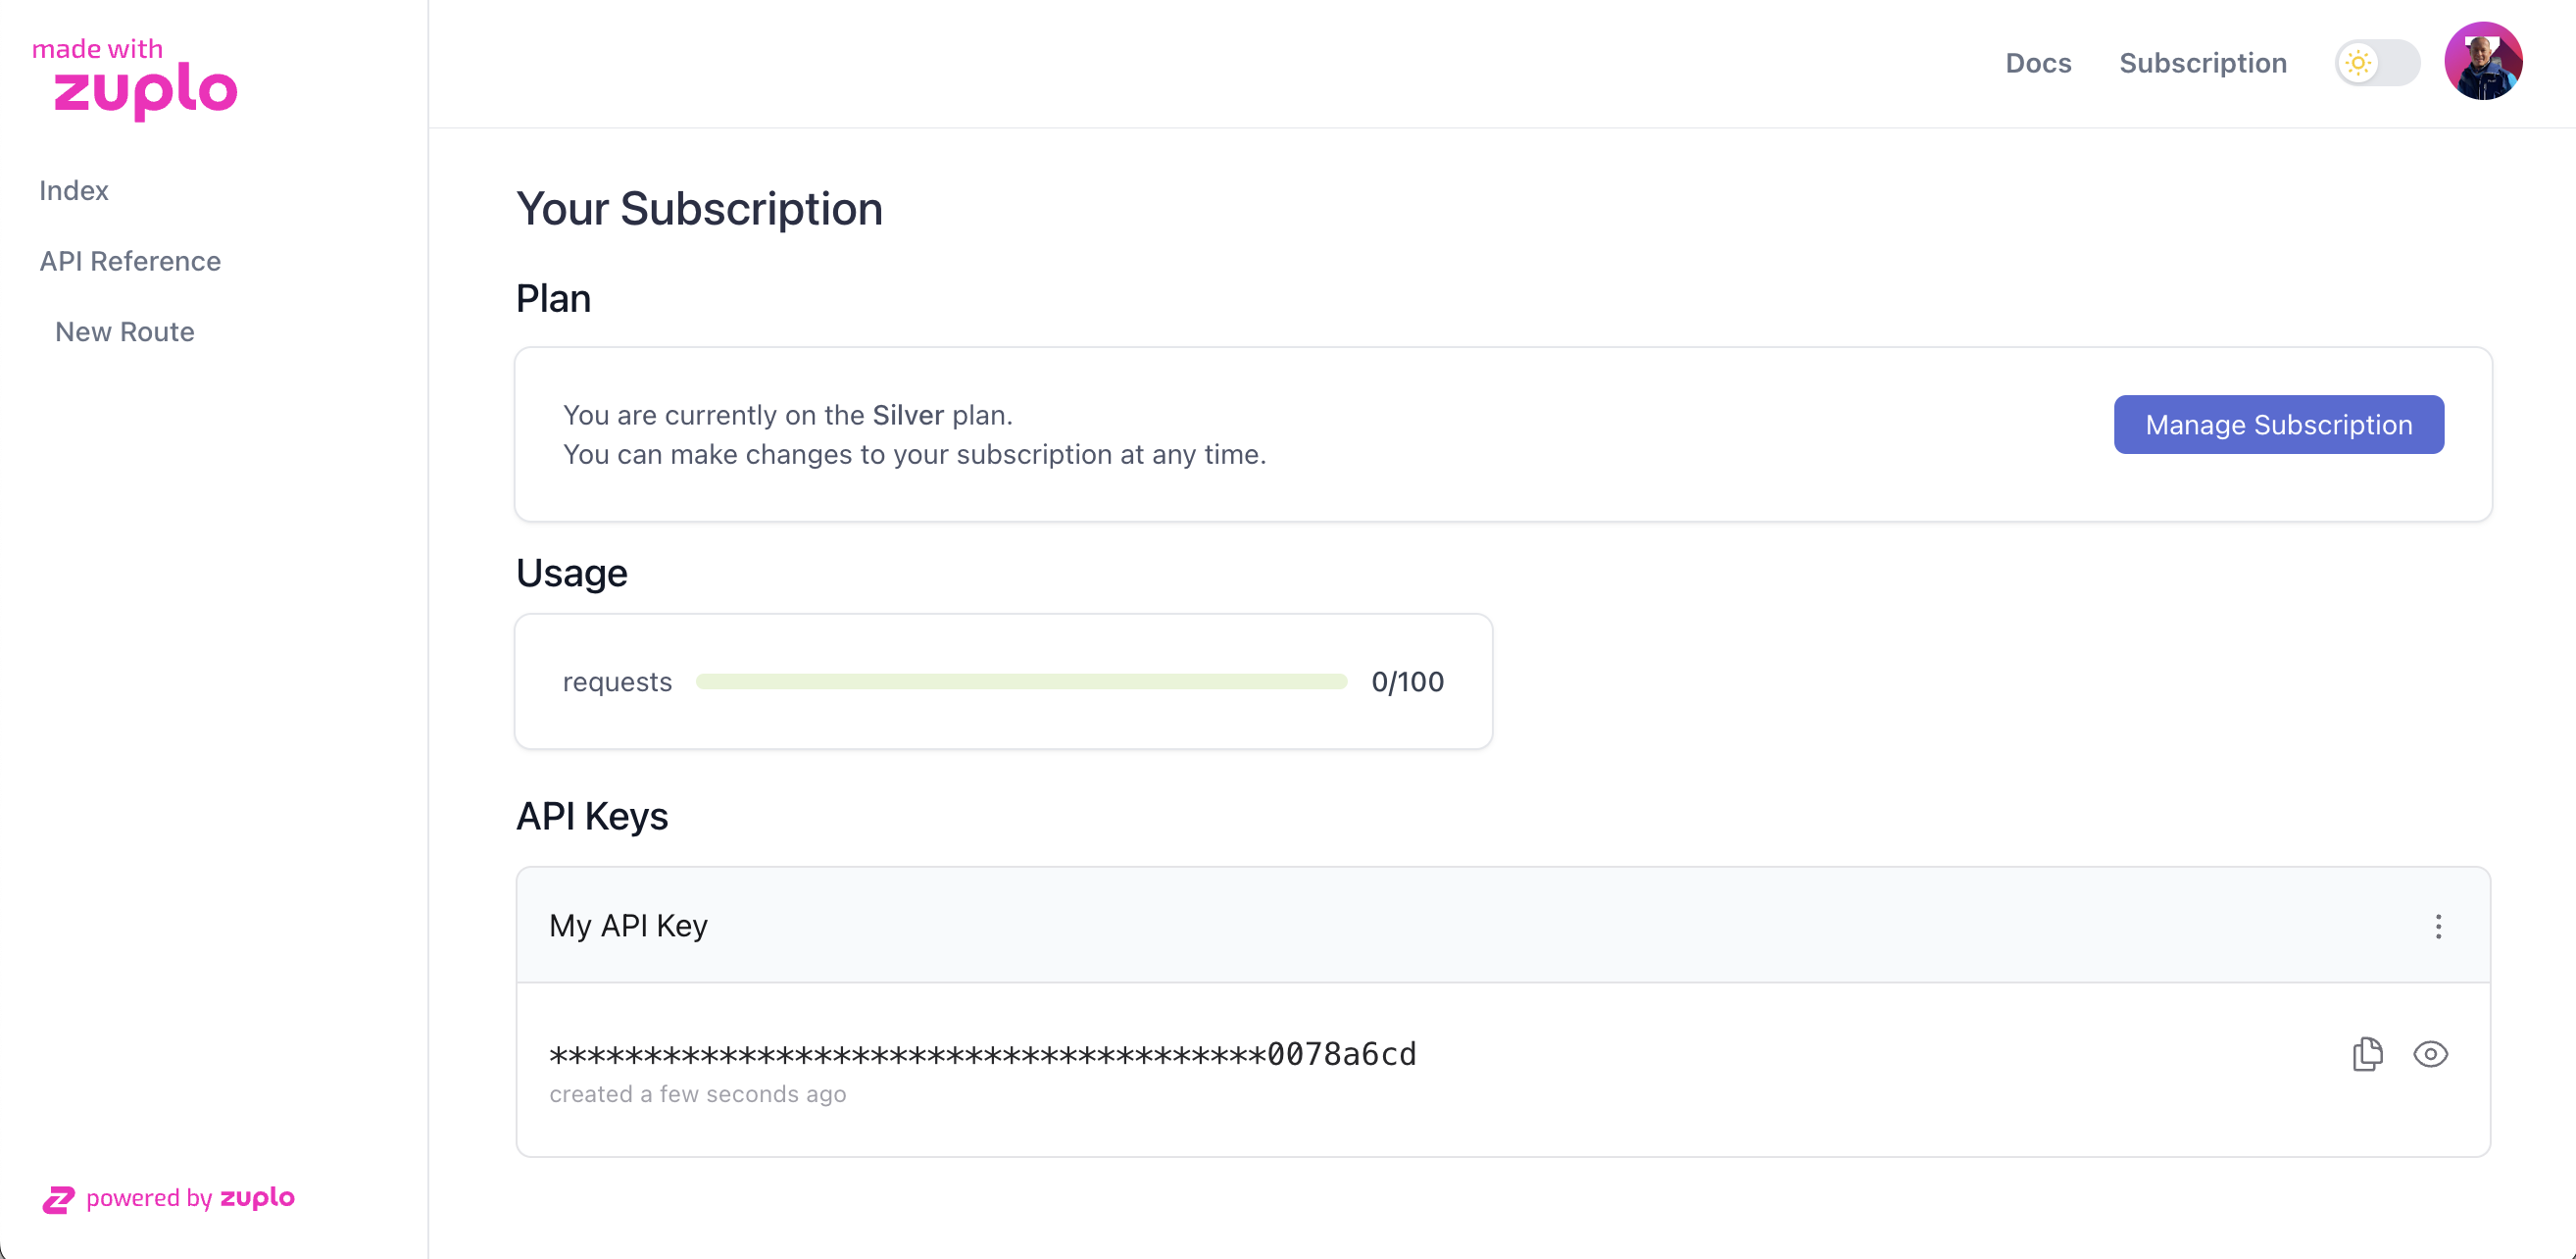 made with
zuplo
Docs
Subscription
Index
API Reference
New Route
Your Subscription
Plan
You are currently on the Silver plan.
You can make changes to your subscription at any time.
Manage Subscription
Usage
requests
0/100
API Keys
My API Key
**************************************0078a6cd
created a few seconds ago
powered by zuplo